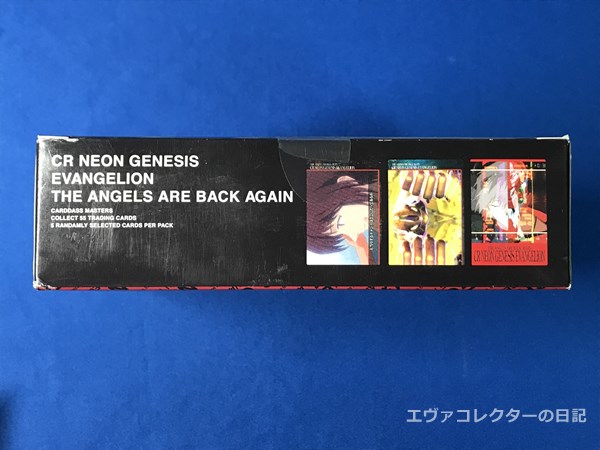 CR NEON GENESIS
EVANGELION
THE ANGELS ARE BACK AGAIN
CARDDASS MASTERS
COLLECT 55 TRADING CARDS
5 RANDAMLY SELECTED CARDS PER PACK
CR NEON GENESIS EVANGELION
エヴァコレクターの日記